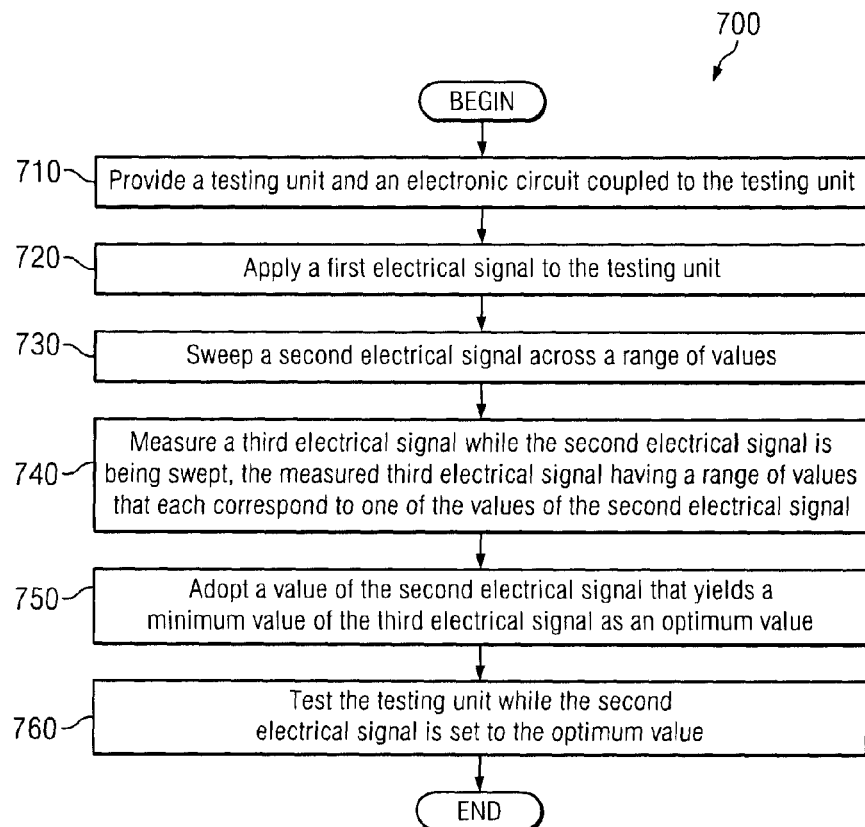 700
BEGIN
710
Provide a testing unit and an electronic circuit coupled to the testing unit
720
Apply a first electrical signal to the testing unit
730
Sweep a second electrical signal across a range of values
740
Measure a third electrical signal while the second electrical signal is
being swept, the measured third electrical signal having a range of values
that each correspond to one of the values of the second electrical signal
750
Adopt a value of the second electrical signal that yields a
minimum value of the third electrical signal as an optimum value
760
Test the testing unit while the second
electrical signal is set to the optimum value
END